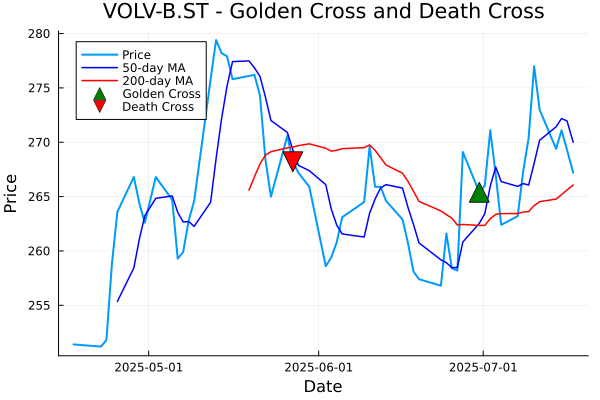 VOLV-B.ST - Golden Cross and Death Cross
280
275
270
265
260
255
Price
Price
50-day MA
200-day MA
Golden Cross
Death Cross
2025-05-01
2025-06-01
2025-07-01
Date